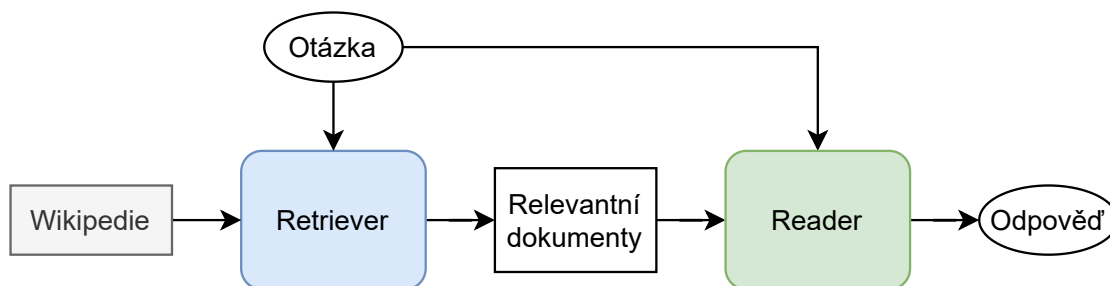 Otázka
Wikipedie
Retriever
Relevantní
dokumenty
Reader
Odpověď